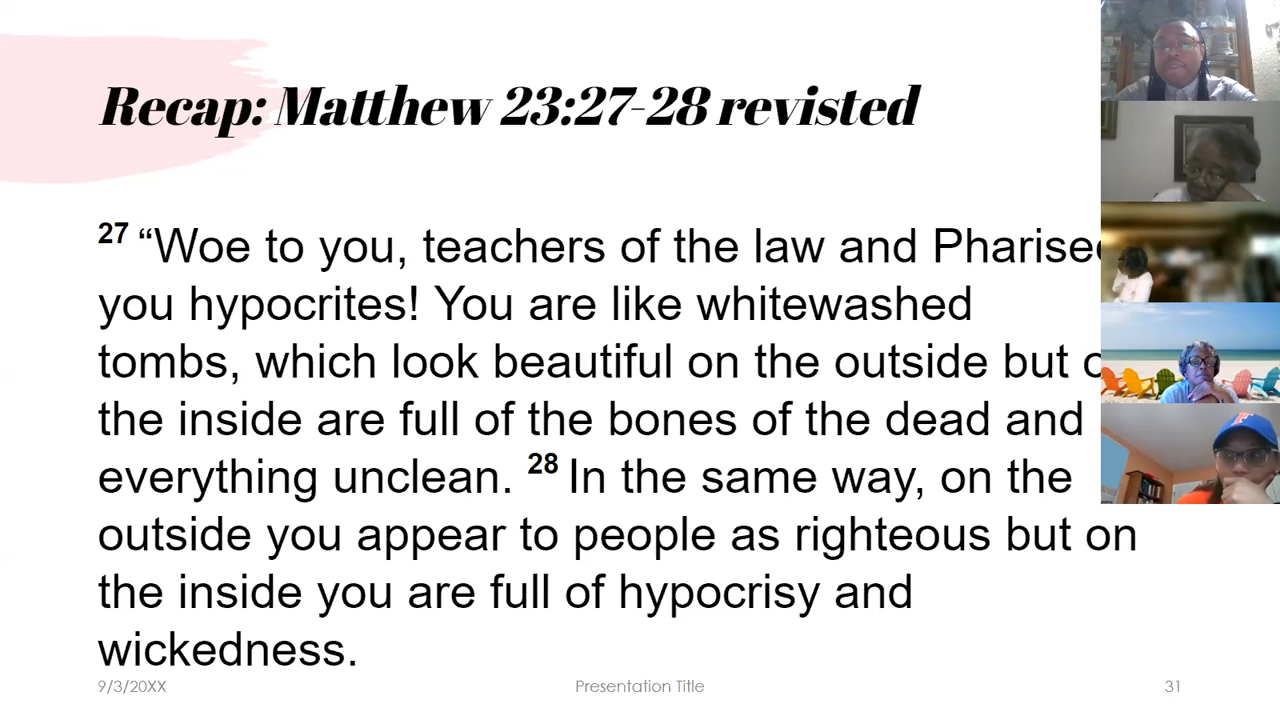 Recap: Matthew 23:27-28 revisted
27 “Woe to you, teachers of the law and
you hypocrites! You are like whitewashed
tombs, which look beautiful on the outside but
the inside are full of the bones of the dead and
everything unclean. 28 In the same way, on the
outside you appear to people as righteous but on
the inside you are full of hypocrisy and
wickedness.
9/3/20XX Presentation Title 31